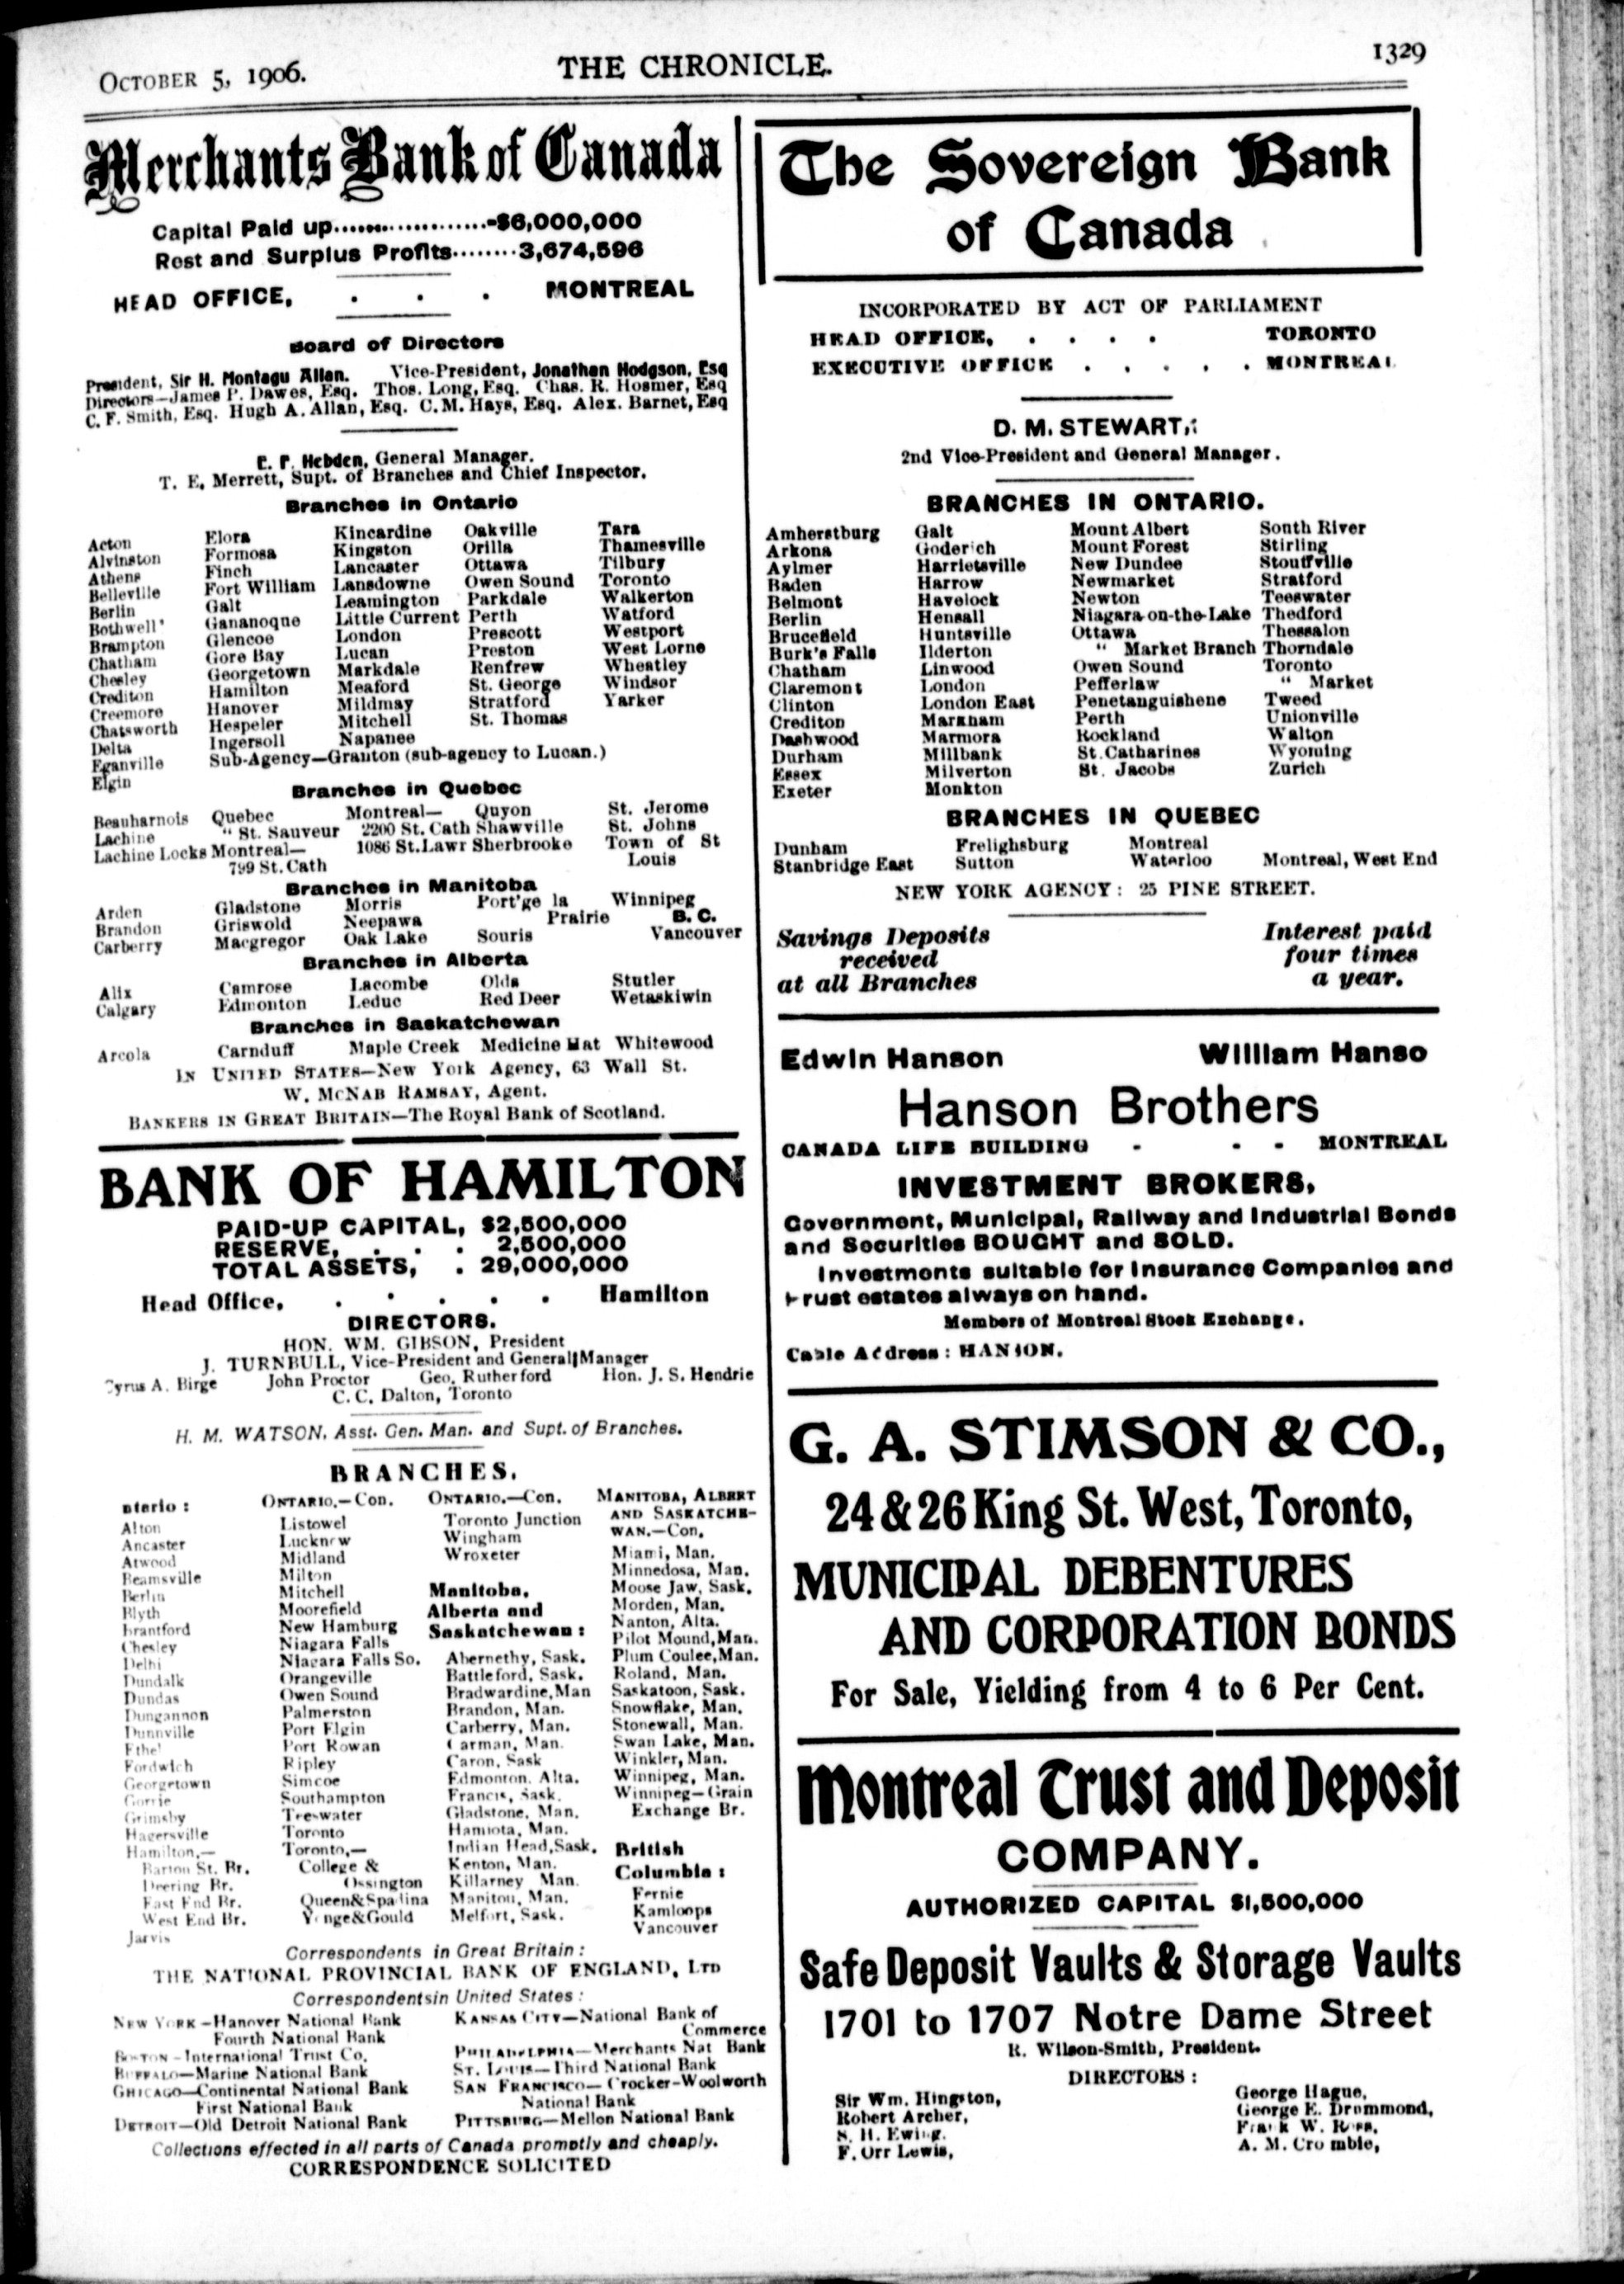 OCTOBER 5, 1906.
THE CHRONICLE.
1329
Merchants Bank of Canada
Capital Paid up.....................$6,000,000
Rest and Surplus Profits........3,674,596
HEAD OFFICE, . . . MONTREAL
Board of Directors
President, Sir H. Montagu Allan. Vice-President, Jonathan Hodgson, Esq
Directors—James P. Dawes, Esq. Thos. Long, Esq. Chas. R. Hosmer, Esq
C. F. Smith, Esq. Hugh A. Allan, Esq. C. M. Hays, Esq. Alex. Barnet, Esq
E. F. Hebden, General Manager.
T. E. Merrett, Supt. of Branches and Chief Inspector.
Branches in Ontario
Acton Elora Kincardine Oakville Tara
Alvinston Formosa Kingston Orilla Thamesville
Athens Finch Lancaster Ottawa Tilbury
Belleville Fort William Lansdowne Owen Sound Toronto
Berlin Galt Leamington Parkdale Walkerton
Bothwell Gananoque Little Current Perth Watford
Brampton Glencoe London Prescott Westport
Chatham Gore Bay Lucan Preston West Lorne
Chesley Georgetown Markdale Renfrew Wheatley
Crediton Hamilton Meaford St. George Windsor
Creemore Hanover Mildmay Stratford Yarker
Chatsworth Hespeler Mitchell St. Thomas
Delta Ingersoll Napanee
Eganville Sub-Agency—Granton (sub-agency to Lucan.)
Elgin
Branches in Quebec
Beauharnois Quebec Montreal— Quyon St. Jerome
Lachine " St. Sauveur 2200 St. Cath Shawville St. Johns
Lachine Locks Montreal— 1086 St.Lawr Sherbrooke Town of St
799 St. Cath Louis
Branches in Manitoba
Arden Gladstone Morris Port'ge la Winnipeg
Brandon Griswold Neepawa Prairie B. C.
Carberry Macgregor Oak Lake Souris Vancouver
Branches in Alberta
Alix Camrose Lacombe Olds Stutler
Calgary Edmonton Leduc Red Deer Wetaskiwin
Branches in Saskatchewan
Arcola Carnduff Maple Creek Medicine Hat Whitewood
IN UNITED STATES—New York Agency, 63 Wall St.
W. MCNAB RAMSAY, Agent.
BANKERS IN GREAT BRITAIN—The Royal Bank of Scotland.
BANK OF HAMILTON
PAID-UP CAPITAL, $2,500,000
RESERVE, . . . 2,500,000
TOTAL ASSETS, . 29,000,000
Head Office, . . . . . Hamilton
DIRECTORS.
HON. WM. GIBSON, President
J. TURNBULL, Vice-President and General Manager
Cyrus A. Birge John Proctor Geo. Rutherford Hon. J. S. Hendrie
C. C. Dalton, Toronto
H. M. WATSON, Asst. Gen. Man. and Supt. of Branches.
BRANCHES.
ntario :
Alton
Ancaster
Atwood
Beamsville
Berlin
Blyth
Brantford
Chesley
Delhi
Dundalk
Dundas
Dungannon
Dunnville
Ethel
Fordwich
Georgetown
Gorrie
Grimsby
Hagersville
Hamilton,—
Barton St. Br.
Deering Br.
East End Br.
West End Br.
Jarvis
ONTARIO,—Con.
Listowel
Lucknow
Midland
Milton
Mitchell
Moorefield
New Hamburg
Niagara Falls
Niagara Falls So.
Orangeville
Owen Sound
Palmerston
Port Elgin
Port Rowan
Ripley
Simcoe
Southampton
Teeswater
Toronto
Toronto,—
College &
Ossington
Queen&Spadina
Yonge&Gould
ONTARIO,—Con.
Toronto Junction
Wingham
Wroxeter
Manitoba,
Alberta and
Saskatchewan :
Abernethy, Sask.
Battleford, Sask.
Bradwardine,Man
Brandon, Man.
Carberry, Man.
Carman, Man.
Caron, Sask
Edmonton, Alta.
Francis, Sask.
Gladstone, Man.
Hamiota, Man.
Indian Head,Sask.
Kenton, Man.
Killarney Man.
Manitou, Man.
Melfort, Sask.
MANITOBA, ALBERT
AND SASKATCHE-
WAN.—Con.
Miami, Man.
Minnedosa, Man.
Moose Jaw, Sask.
Morden, Man.
Nanton, Alta.
Pilot Mound,Man.
Plum Coulee,Man.
Roland, Man.
Saskatoon, Sask.
Snowflake, Man.
Stonewall, Man.
Swan Lake, Man.
Winkler, Man.
Winnipeg, Man.
Winnipeg—Grain
Exchange Br.
British
Columbia :
Fernie
Kamloops
Vancouver
Correspondents in Great Britain :
THE NATIONAL PROVINCIAL BANK OF ENGLAND, LTD
Correspondentsin United States :
NEW YORK—Hanover National Bank
Fourth National Bank
BOSTON—International Trust Co.
BUFFALO—Marine National Bank
CHICAGO—Continental National Bank
First National Bank
DETROIT—Old Detroit National Bank
KANSAS CITY—National Bank of
Commerce
PHILADELPHIA—Merchants Nat Bank
ST. LOUIS—Third National Bank
SAN FRANCISCO—Crocker-Woolworth
National Bank
PITTSBURG—Mellon National Bank
Collections effected in all parts of Canada promptly and cheaply.
CORRESPONDENCE SOLICITED
The Sovereign Bank
of Canada
INCORPORATED BY ACT OF PARLIAMENT
HEAD OFFICE, . . . . TORONTO
EXECUTIVE OFFICE . . . . . MONTREAL
D. M. STEWART,
2nd Vice-President and General Manager.
BRANCHES IN ONTARIO.
Amherstburg Galt Mount Albert South River
Arkona Goderich Mount Forest Stirling
Aylmer Harrietsville New Dundee Stouffville
Baden Harrow Newmarket Stratford
Belmont Havelock Newton Teeswater
Berlin Hensall Niagara-on-the-Lake Thedford
Brucefield Huntsville Ottawa Thessalon
Burk's Falls Ilderton " Market Branch Thorndale
Chatham Linwood Owen Sound Toronto
Claremont London Pefferlaw " Market
Clinton London East Penetanguishene Tweed
Crediton Markham Perth Unionville
Dashwood Marmora Rockland Walton
Durham Millbank St. Catharines Wyoming
Essex Milverton St. Jacobs Zurich
Exeter Monkton
BRANCHES IN QUEBEC
Dunham Frelighsburg Montreal
Stanbridge East Sutton Waterloo Montreal, West End
NEW YORK AGENCY : 25 PINE STREET.
Savings Deposits
received
at all Branches
Interest paid
four times
a year.
Edwin Hanson William Hanso
Hanson Brothers
CANADA LIFE BUILDING - - - MONTREAL
INVESTMENT BROKERS,
Government, Municipal, Railway and Industrial Bonds
and Securities BOUGHT and SOLD.
Investments suitable for Insurance Companies and
trust estates always on hand.
Members of Montreal Stock Exchange.
Cable Address : HANSON.
G. A. STIMSON & CO.,
24 & 26 King St. West, Toronto,
MUNICIPAL DEBENTURES
AND CORPORATION BONDS
For Sale, Yielding from 4 to 6 Per Cent.
Montreal Trust and Deposit
COMPANY.
AUTHORIZED CAPITAL $1,500,000
Safe Deposit Vaults & Storage Vaults
1701 to 1707 Notre Dame Street
R. Wilson-Smith, President.
DIRECTORS :
Sir Wm. Hingston,
Robert Archer,
S. H. Ewing.
F. Orr Lewis,
George Hague,
George E. Drummond,
Frank W. Ross,
A. M. Crombie,